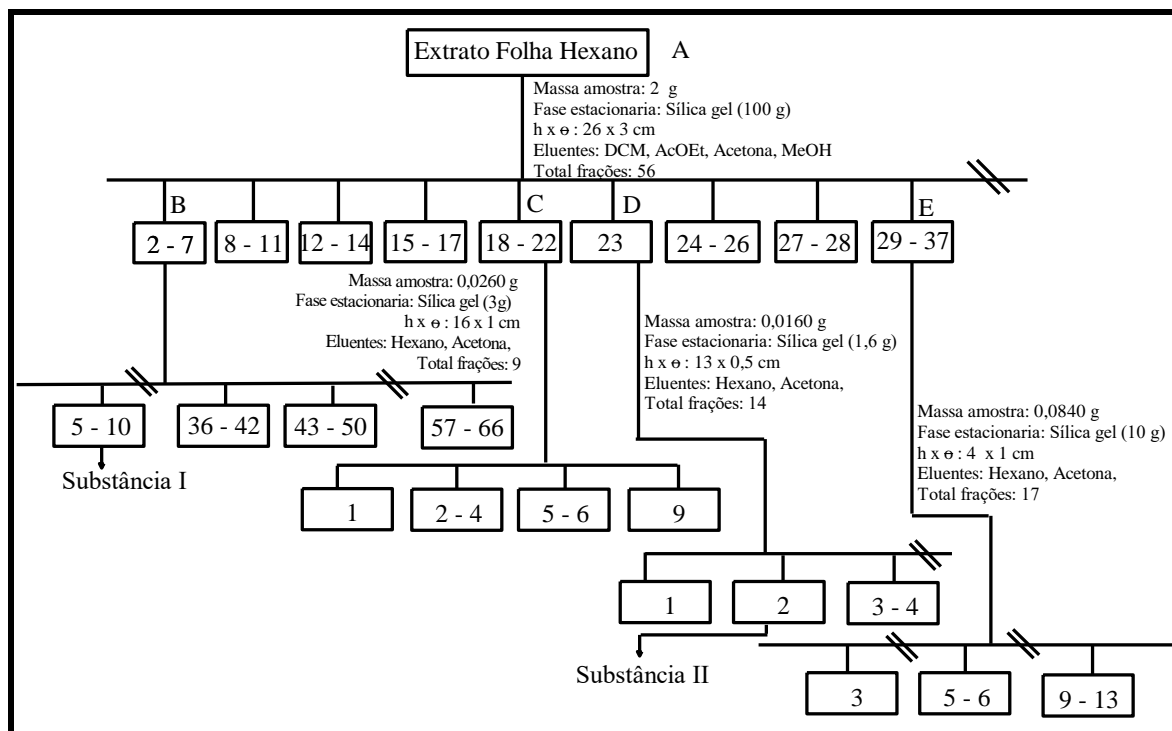 Extrato Folha Hexano
A
Massa amostra: 2 g
Fase estacionaria: Sílica gel (100 g)
h x ɵ : 26 x 3 cm
Eluentes: DCM, AcOEt, Acetona, MeOH
Total frações: 56
B
C
D
E
2 - 7
8 - 11
12 - 14
15 - 17
18 - 22
23
24 - 26
27 - 28
29 - 37
Massa amostra: 0,0260 g
Fase estacionaria: Sílica gel (3g)
h x ɵ : 16 x 1 cm
Eluentes: Hexano, Acetona,
Total frações: 9
Massa amostra: 0,0160 g
Fase estacionaria: Sílica gel (1,6 g)
h x ɵ : 13 x 0,5 cm
Eluentes: Hexano, Acetona,
Total frações: 14
Massa amostra: 0,0840 g
Fase estacionaria: Sílica gel (10 g)
h x ɵ : 4 x 1 cm
Eluentes: Hexano, Acetona,
Total frações: 17
5 - 10
36 - 42
43 - 50
57 - 66
Substância I
1
2 - 4
5 - 6
9
1
2
3 - 4
Substância II
3
5 - 6
9 - 13